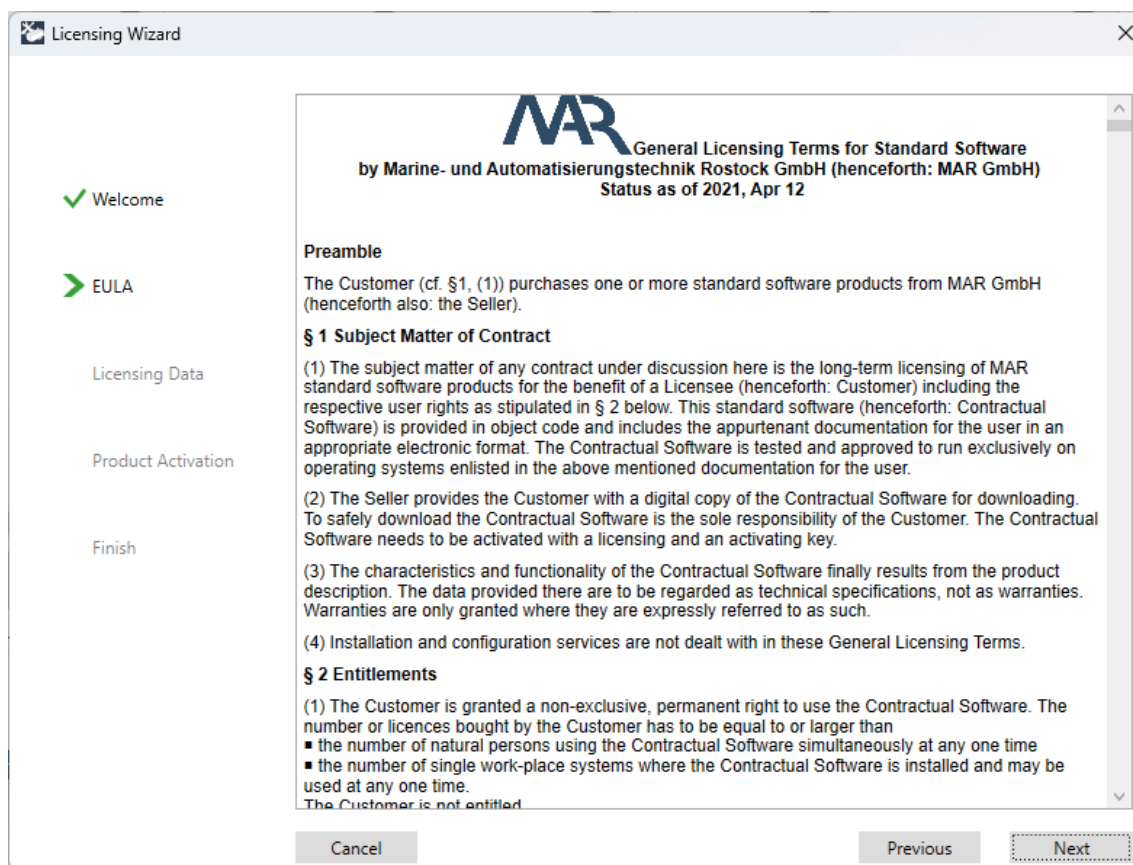 Licensing Wizard
Welcome
EULA
Licensing Data
Product Activation
Finish
MAR
General Licensing Terms for Standard Software
by Marine- und Automatisierungstechnik Rostock GmbH (henceforth: MAR GmbH)
Status as of 2021, Apr 12
Preamble
The Customer (cf. §1, (1)) purchases one or more standard software products from MAR GmbH
(henceforth also: the Seller).
§ 1 Subject Matter of Contract
(1) The subject matter of any contract under discussion here is the long-term licensing of MAR
standard software products for the benefit of a Licensee (henceforth: Customer) including the
respective user rights as stipulated in § 2 below. This standard software (henceforth: Contractual
Software) is provided in object code and includes the appurtenant documentation for the user in an
appropriate electronic format. The Contractual Software is tested and approved to run exclusively on
operating systems enlisted in the above mentioned documentation for the user.
(2) The Seller provides the Customer with a digital copy of the Contractual Software for downloading.
To safely download the Contractual Software is the sole responsibility of the Customer. The Contractual
Software needs to be activated with a licensing and an activating key.
(3) The characteristics and functionality of the Contractual Software finally results from the product
description. The data provided there are to be regarded as technical specifications, not as warranties.
Warranties are only granted where they are expressly referred to as such.
(4) Installation and configuration services are not dealt with in these General Licensing Terms.
§ 2 Entitlements
(1) The Customer is granted a non-exclusive, permanent right to use the Contractual Software. The
number or licences bought by the Customer has to be equal to or larger than
▪ the number of natural persons using the Contractual Software simultaneously at any one time
▪ the number of single work-place systems where the Contractual Software is installed and may be
used at any one time.
The Customer is not entitled
Cancel
Previous
Next